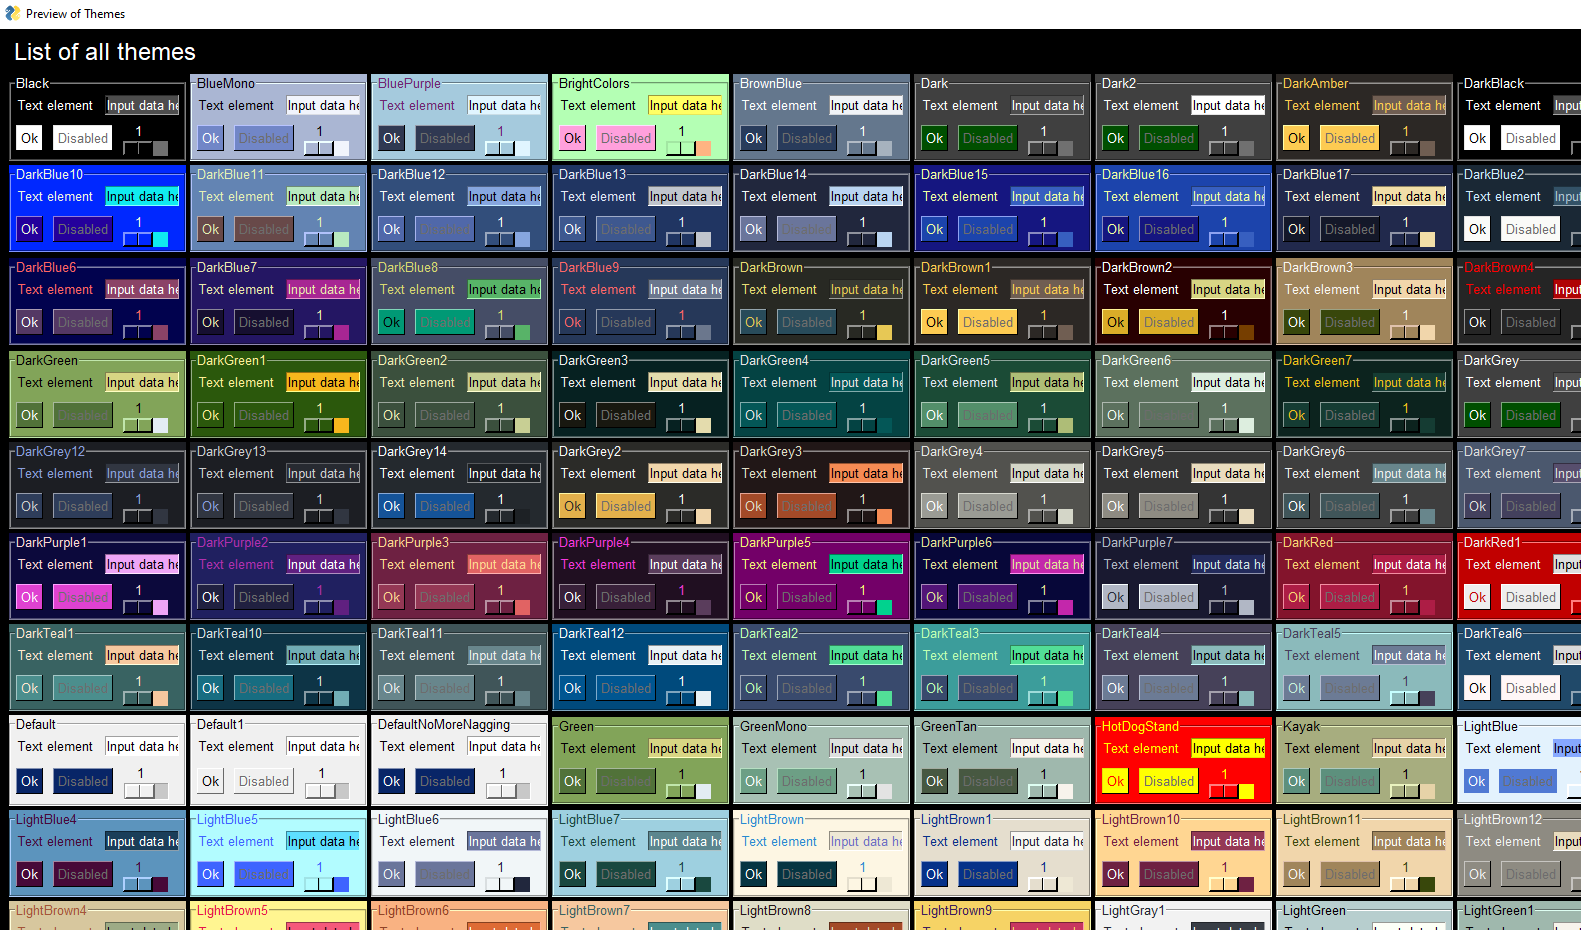 Preview of Themes
List of all themes
Black BlueMono BluePurple BrightColors BrownBlue Dark Dark2 DarkAmber DarkBlack
Text element Input data he Text element Input data he Text element Input data he Text element Input data he Text element Input data he Text element Input data he Text element Input data he Text element Input data he Text element Input
Ok Disabled 1 Ok Disabled 1 Ok Disabled 1 Ok Disabled 1 Ok Disabled 1 Ok Disabled 1 Ok Disabled 1 Ok Disabled 1 Ok Disabled
DarkBlue10 DarkBlue11 DarkBlue12 DarkBlue13 DarkBlue14 DarkBlue15 DarkBlue16 DarkBlue17 DarkBlue2
Text element Input data he Text element Input data he Text element Input data he Text element Input data he Text element Input data he Text element Input data he Text element Input data he Text element Input data he Text element Input
Ok Disabled 1 Ok Disabled 1 Ok Disabled 1 Ok Disabled 1 Ok Disabled 1 Ok Disabled 1 Ok Disabled 1 Ok Disabled 1 Ok Disabled
DarkBlue6 DarkBlue7 DarkBlue8 DarkBlue9 DarkBrown DarkBrown1 DarkBrown2 DarkBrown3 DarkBrown4
Text element Input data he Text element Input data he Text element Input data he Text element Input data he Text element Input data he Text element Input data he Text element Input data he Text element Input data he Text element Input
Ok Disabled 1 Ok Disabled 1 Ok Disabled 1 Ok Disabled 1 Ok Disabled 1 Ok Disabled 1 Ok Disabled 1 Ok Disabled 1 Ok Disabled
DarkGreen DarkGreen1 DarkGreen2 DarkGreen3 DarkGreen4 DarkGreen5 DarkGreen6 DarkGreen7 DarkGrey
Text element Input data he Text element Input data he Text element Input data he Text element Input data he Text element Input data he Text element Input data he Text element Input data he Text element Input data he Text element Input
Ok Disabled 1 Ok Disabled 1 Ok Disabled 1 Ok Disabled 1 Ok Disabled 1 Ok Disabled 1 Ok Disabled 1 Ok Disabled 1 Ok Disabled
DarkGrey12 DarkGrey13 DarkGrey14 DarkGrey2 DarkGrey3 DarkGrey4 DarkGrey5 DarkGrey6 DarkGrey7
Text element Input data he Text element Input data he Text element Input data he Text element Input data he Text element Input data he Text element Input data he Text element Input data he Text element Input data he Text element Input
Ok Disabled 1 Ok Disabled 1 Ok Disabled 1 Ok Disabled 1 Ok Disabled 1 Ok Disabled 1 Ok Disabled 1 Ok Disabled 1 Ok Disabled
DarkPurple1 DarkPurple2 DarkPurple3 DarkPurple4 DarkPurple5 DarkPurple6 DarkPurple7 DarkRed DarkRed1
Text element Input data he Text element Input data he Text element Input data he Text element Input data he Text element Input data he Text element Input data he Text element Input data he Text element Input data he Text element Input
Ok Disabled 1 Ok Disabled 1 Ok Disabled 1 Ok Disabled 1 Ok Disabled 1 Ok Disabled 1 Ok Disabled 1 Ok Disabled 1 Ok Disabled
DarkTeal1 DarkTeal10 DarkTeal11 DarkTeal12 DarkTeal2 DarkTeal3 DarkTeal4 DarkTeal5 DarkTeal6
Text element Input data he Text element Input data he Text element Input data he Text element Input data he Text element Input data he Text element Input data he Text element Input data he Text element Input data he Text element Input
Ok Disabled 1 Ok Disabled 1 Ok Disabled 1 Ok Disabled 1 Ok Disabled 1 Ok Disabled 1 Ok Disabled 1 Ok Disabled 1 Ok Disabled
Default Default1 DefaultNoMoreNagging Green GreenMono GreenTan HotDogStand Kayak LightBlue
Text element Input data he Text element Input data he Text element Input data he Text element Input data he Text element Input data he Text element Input data he Text element Input data he Text element Input data he Text element Input
Ok Disabled 1 Ok Disabled 1 Ok Disabled 1 Ok Disabled 1 Ok Disabled 1 Ok Disabled 1 Ok Disabled 1 Ok Disabled 1 Ok Disabled
LightBlue4 LightBlue5 LightBlue6 LightBlue7 LightBrown LightBrown1 LightBrown10 LightBrown11 LightBrown12
Text element Input data he Text element Input data he Text element Input data he Text element Input data he Text element Input data he Text element Input data he Text element Input data he Text element Input data he Text element Input
Ok Disabled 1 Ok Disabled 1 Ok Disabled 1 Ok Disabled 1 Ok Disabled 1 Ok Disabled 1 Ok Disabled 1 Ok Disabled 1 Ok Disabled
LightBrown4 LightBrown5 LightBrown6 LightBrown7 LightBrown8 LightBrown9 LightGray1 LightGreen LightGreen1